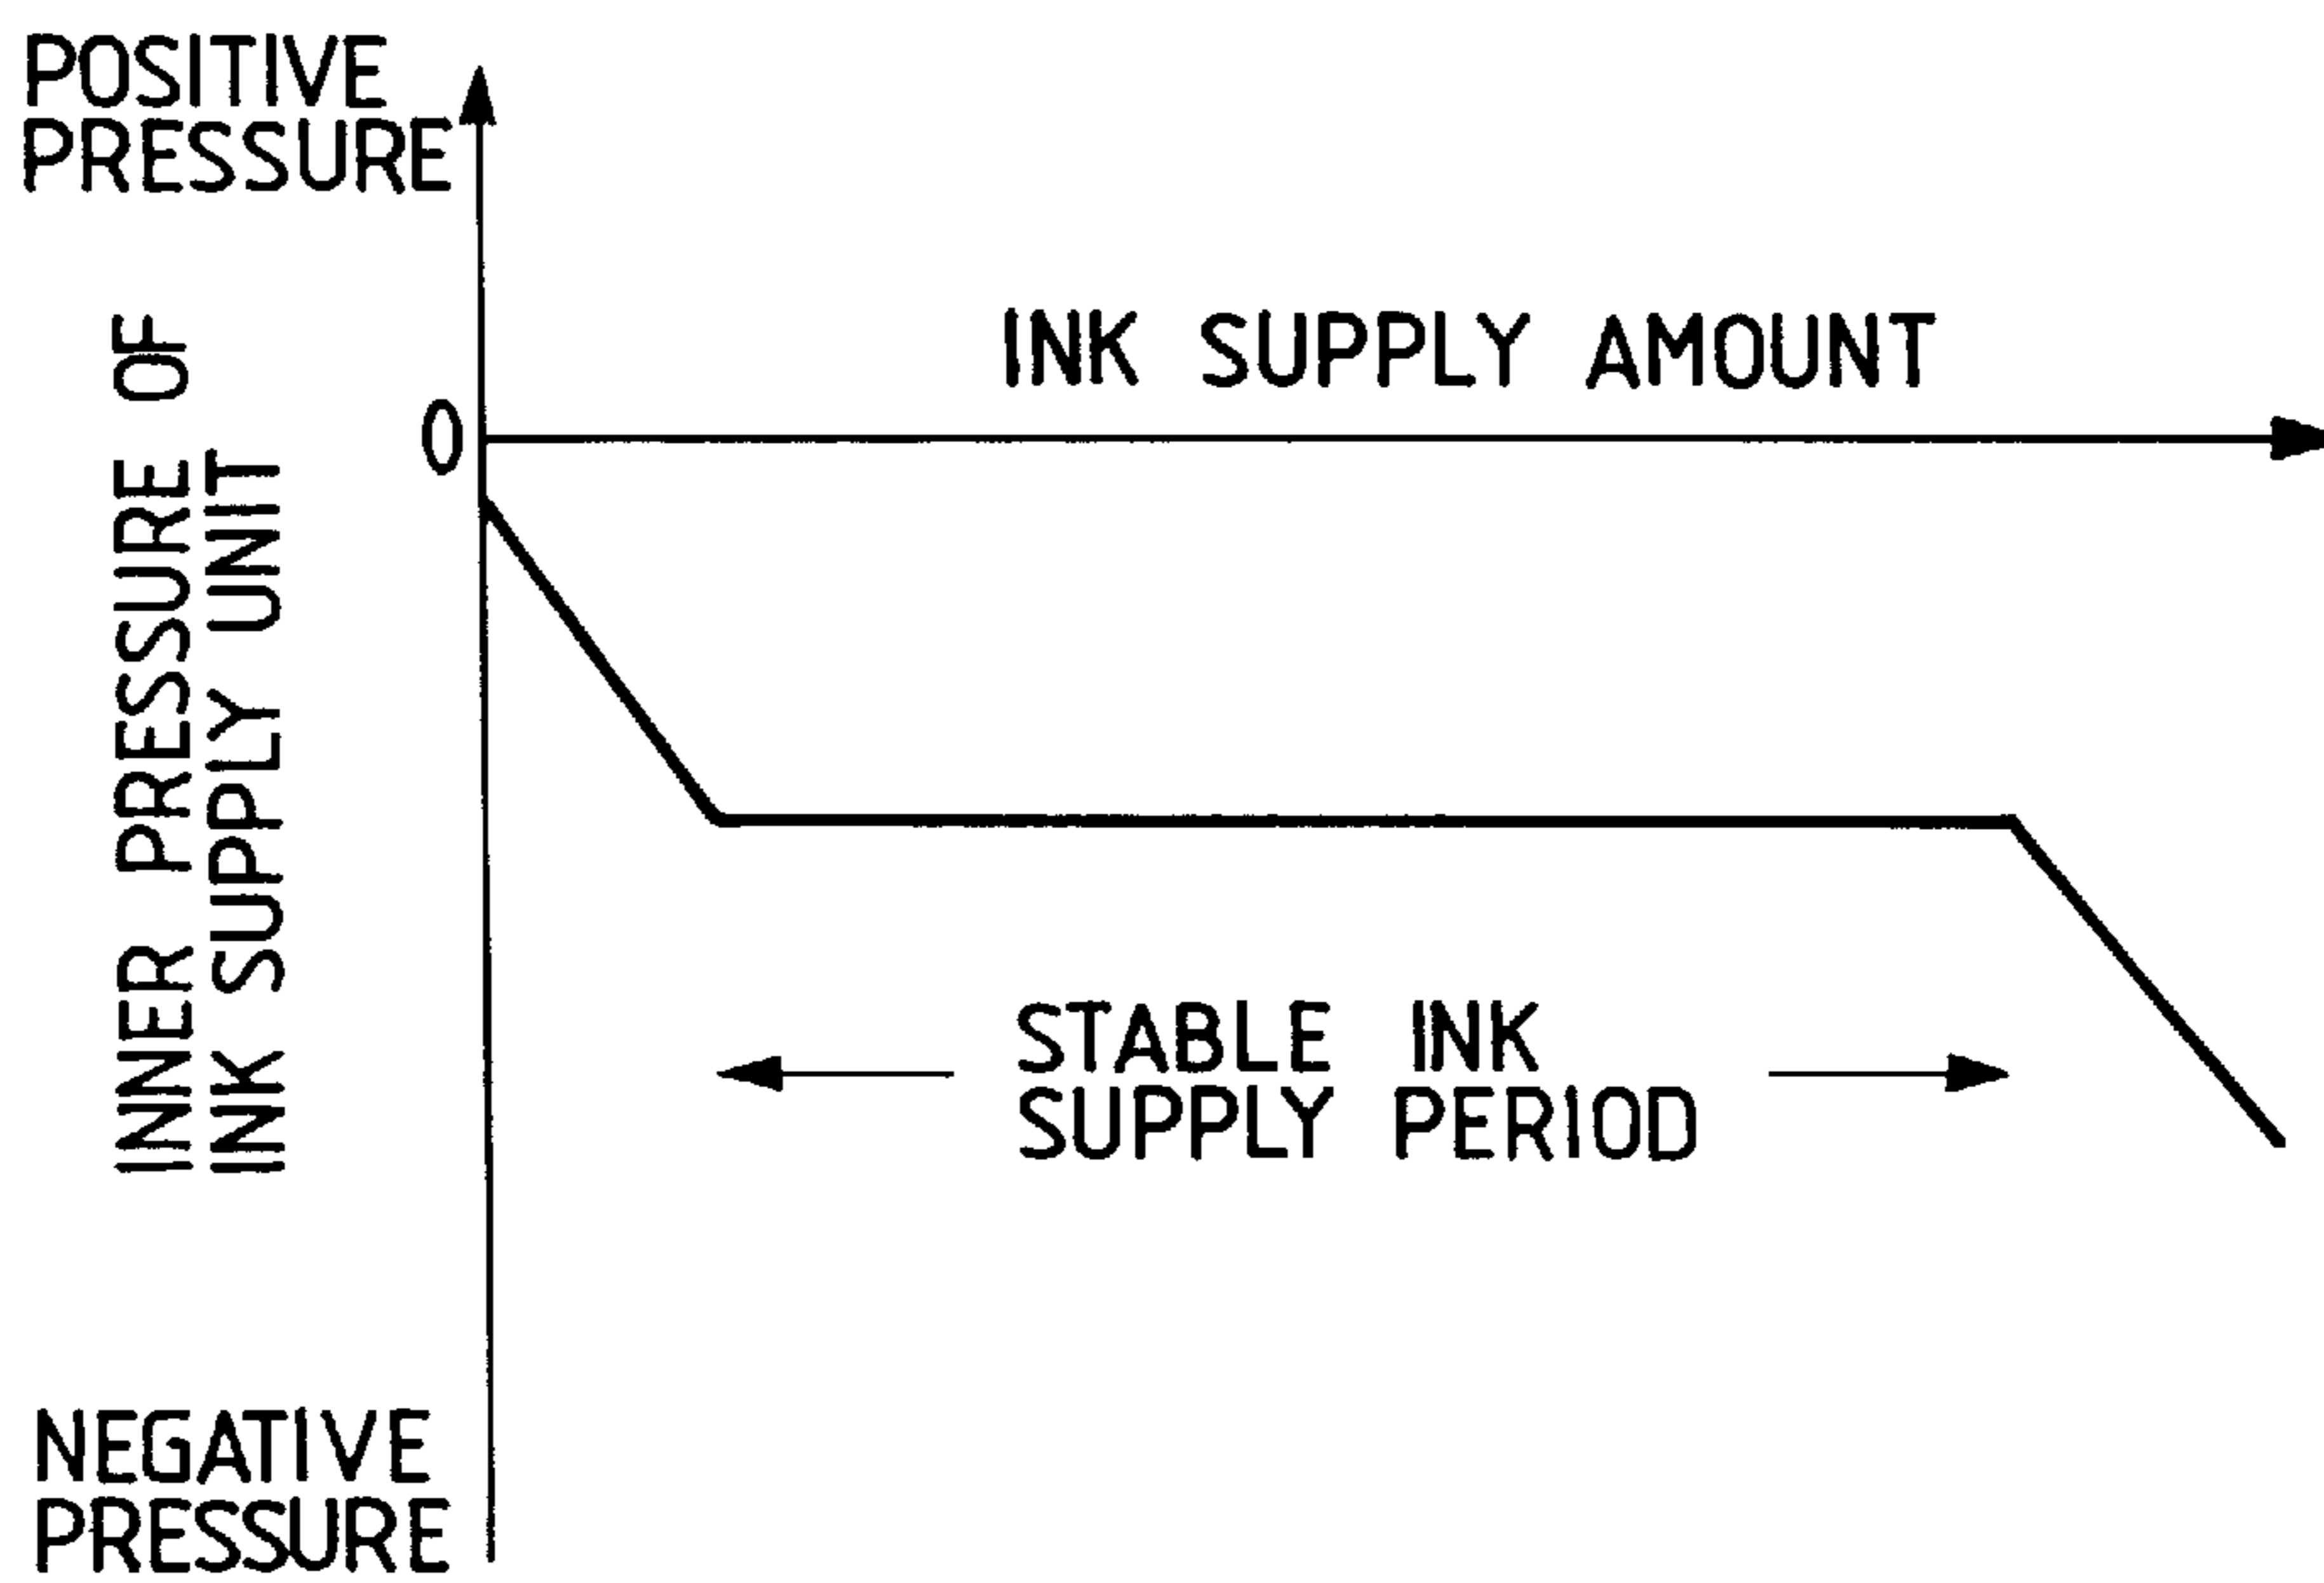 POSITIVE
PRESSURE
INK SUPPLY AMOUNT
0
INNER PRESSURE OF
INK SUPPLY UNIT
STABLE INK
SUPPLY PERIOD
NEGATIVE
PRESSURE